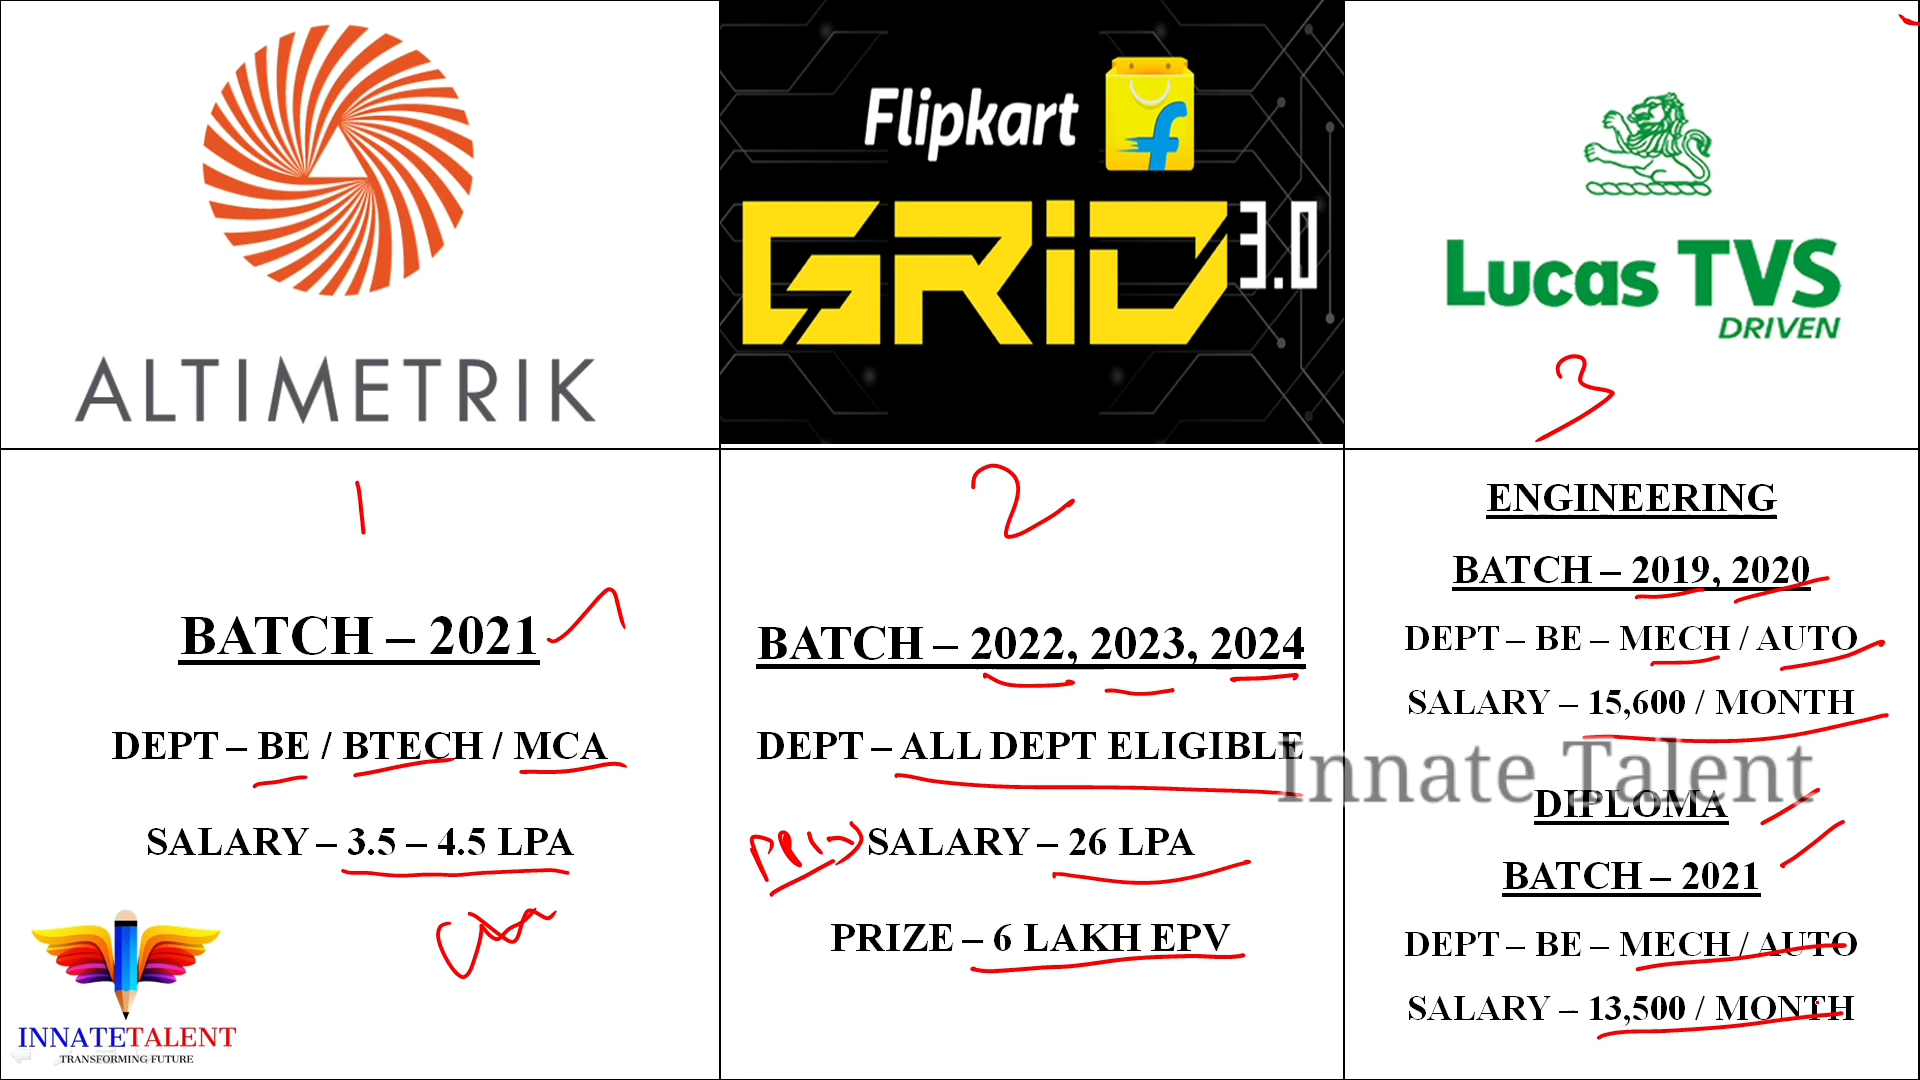 ALTIMETRIK
1
BATCH – 2021
DEPT – BE / BTECH / MCA
SALARY – 3.5 – 4.5 LPA
INNATETALENT
TRANSFORMING FUTURE
Flipkart
f
GRiD 3.0
2
BATCH – 2022, 2023, 2024
DEPT – ALL DEPT ELIGIBLE
SALARY – 26 LPA
PRIZE – 6 LAKH EPV
Lucas TVS
DRIVEN
3
ENGINEERING
BATCH – 2019, 2020
DEPT – BE – MECH / AUTO
SALARY – 15,600 / MONTH
Innate Talent
DIPLOMA
BATCH – 2021
DEPT – BE – MECH / AUTO
SALARY – 13,500 / MONTH